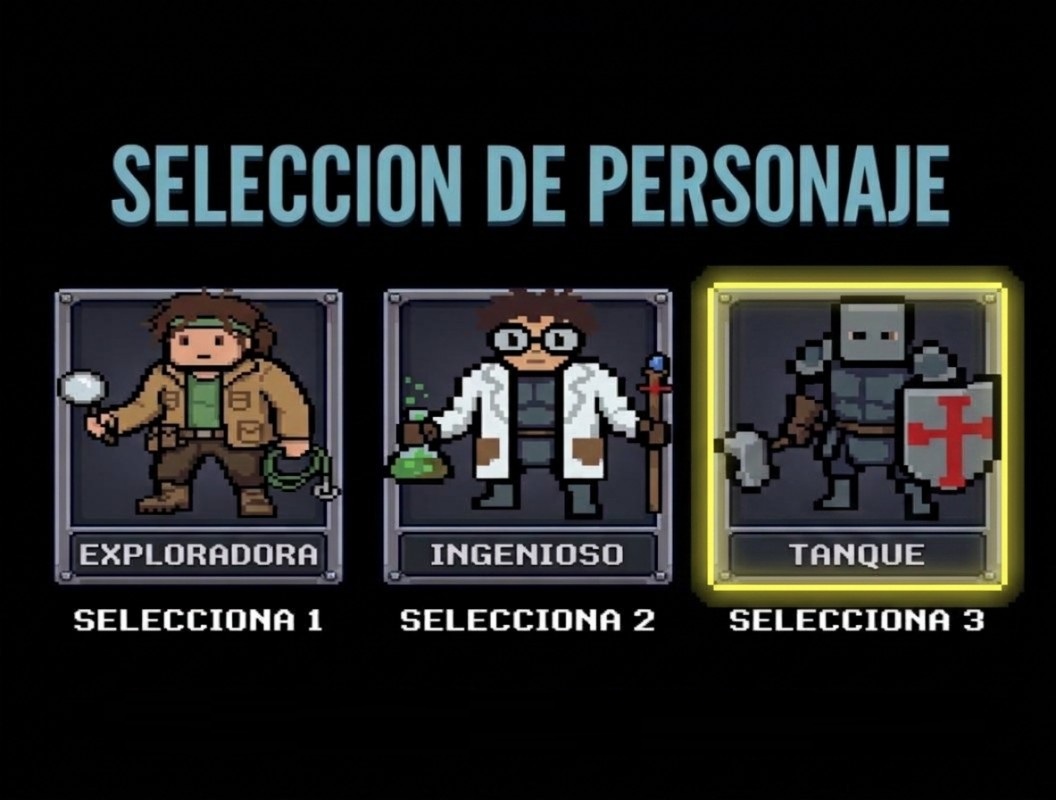 SELECCION DE PERSONAJE
EXPLORADORA
INGENIOSO
TANQUE
SELECCIONA 1
SELECCIONA 2
SELECCIONA 3